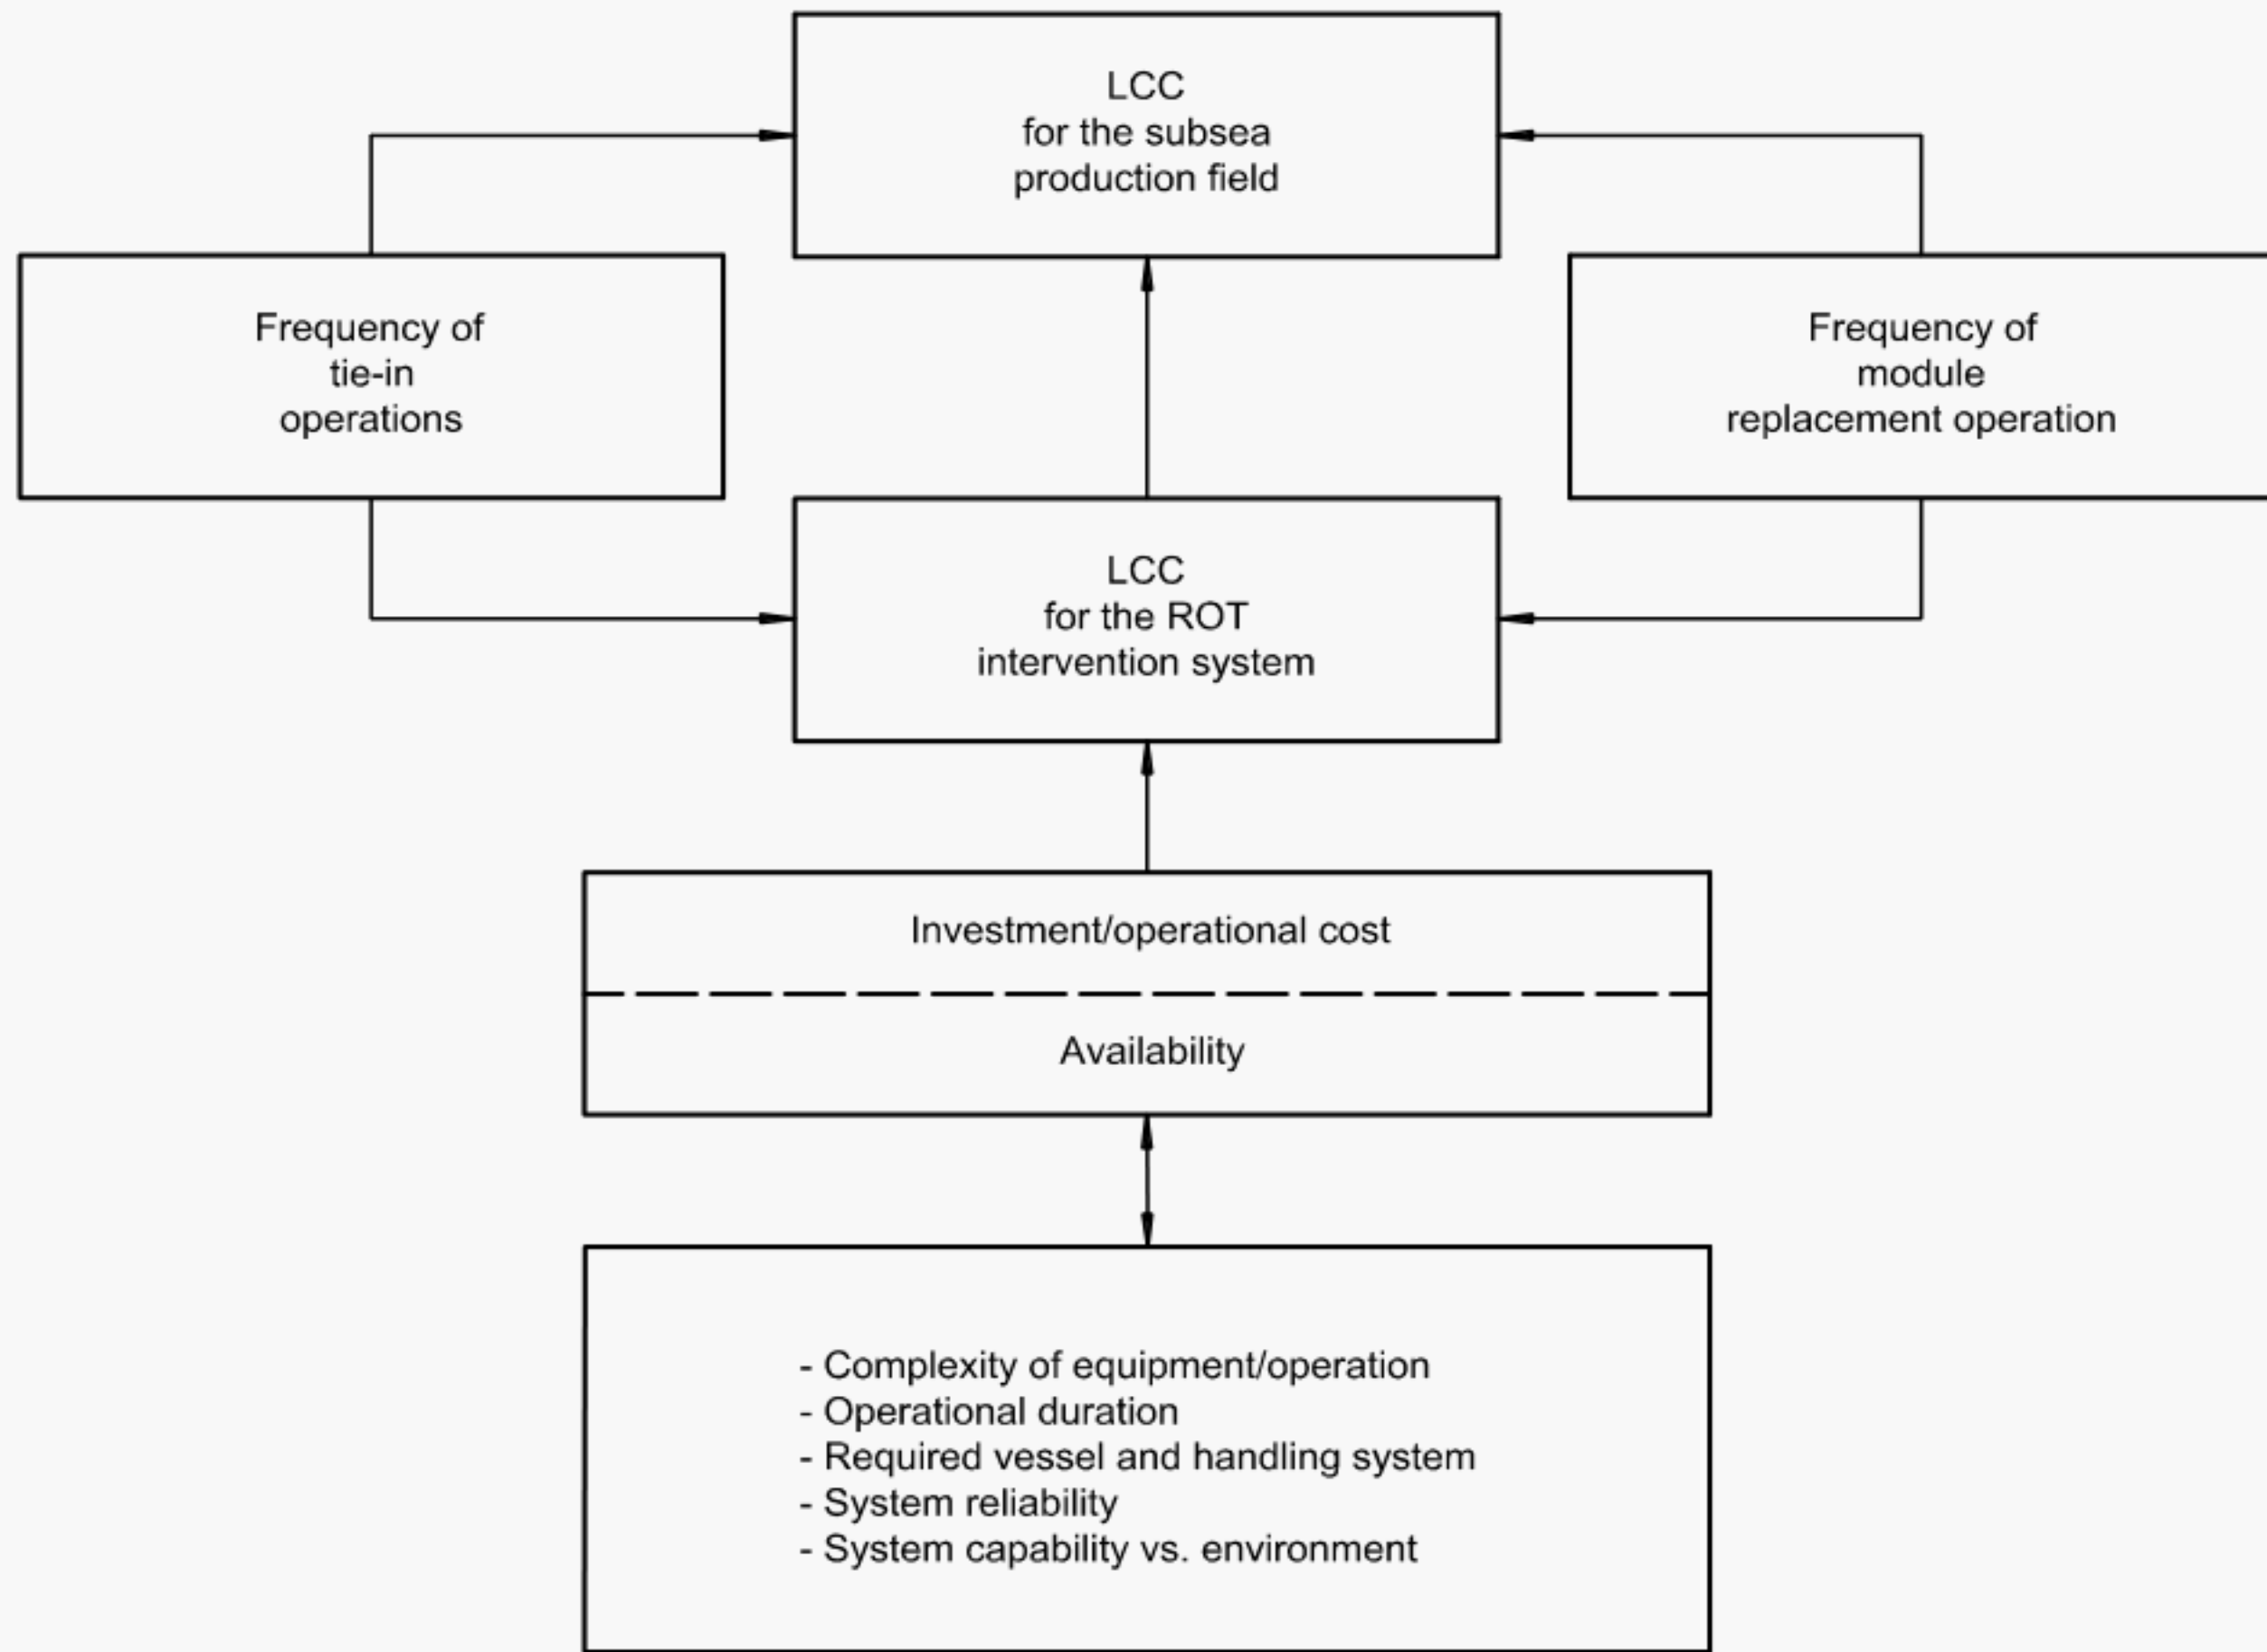 LCC
for the subsea
production field
Frequency of
tie-in
operations
Frequency of
module
replacement operation
LCC
for the ROT
intervention system
Investment/operational cost
Availability
- Complexity of equipment/operation
- Operational duration
- Required vessel and handling system
- System reliability
- System capability vs. environment